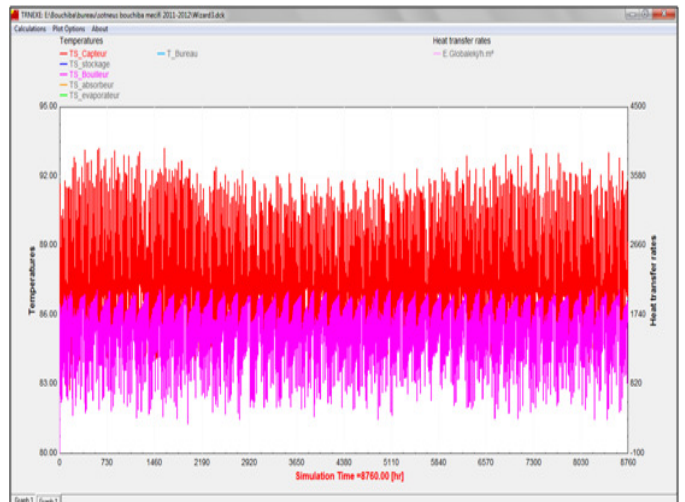 TRNEXE: E:\Bouchiba\bureau\sotneus bouchiba mecR 2011-2012\Wizard3.dck
Calculations Plot Options About
Temperatures Heat transfer rates
TS_Capteur T_Bureau E.Globalekj/h.m²
TS_stockage
TS_Bouilleur
TS_absorbeur
TS_evaporateur
95.00 4500
92.00 3580
89.00 2660
86.00 1740
83.00 820
80.00 -100
Temperatures
Heat transfer rates
0 730 1460 2190 2920 3650 4380 5110 5840 6570 7300 8030 8760
Simulation Time =8760.00 [hr]
Graph 1